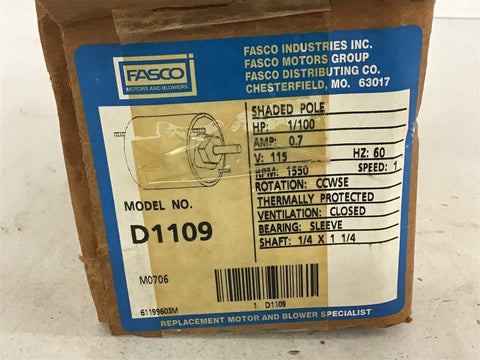 FASCO
MOTORS AND BLOWERS
FASCO INDUSTRIES INC.
FASCO MOTORS GROUP
FASCO DISTRIBUTING CO.
CHESTERFIELD, MO. 63017
SHADED POLE
HP: 1/100
AMP: 0.7
V: 115 HZ: 60
RPM: 1550 SPEED: 1
ROTATION: CCWSE
THERMALLY PROTECTED
VENTILATION: CLOSED
BEARING: SLEEVE
SHAFT: 1/4 X 1 1/4
MODEL NO.
D1109
M0706
61199603M
1 D1109
REPLACEMENT MOTOR AND BLOWER SPECIALIST